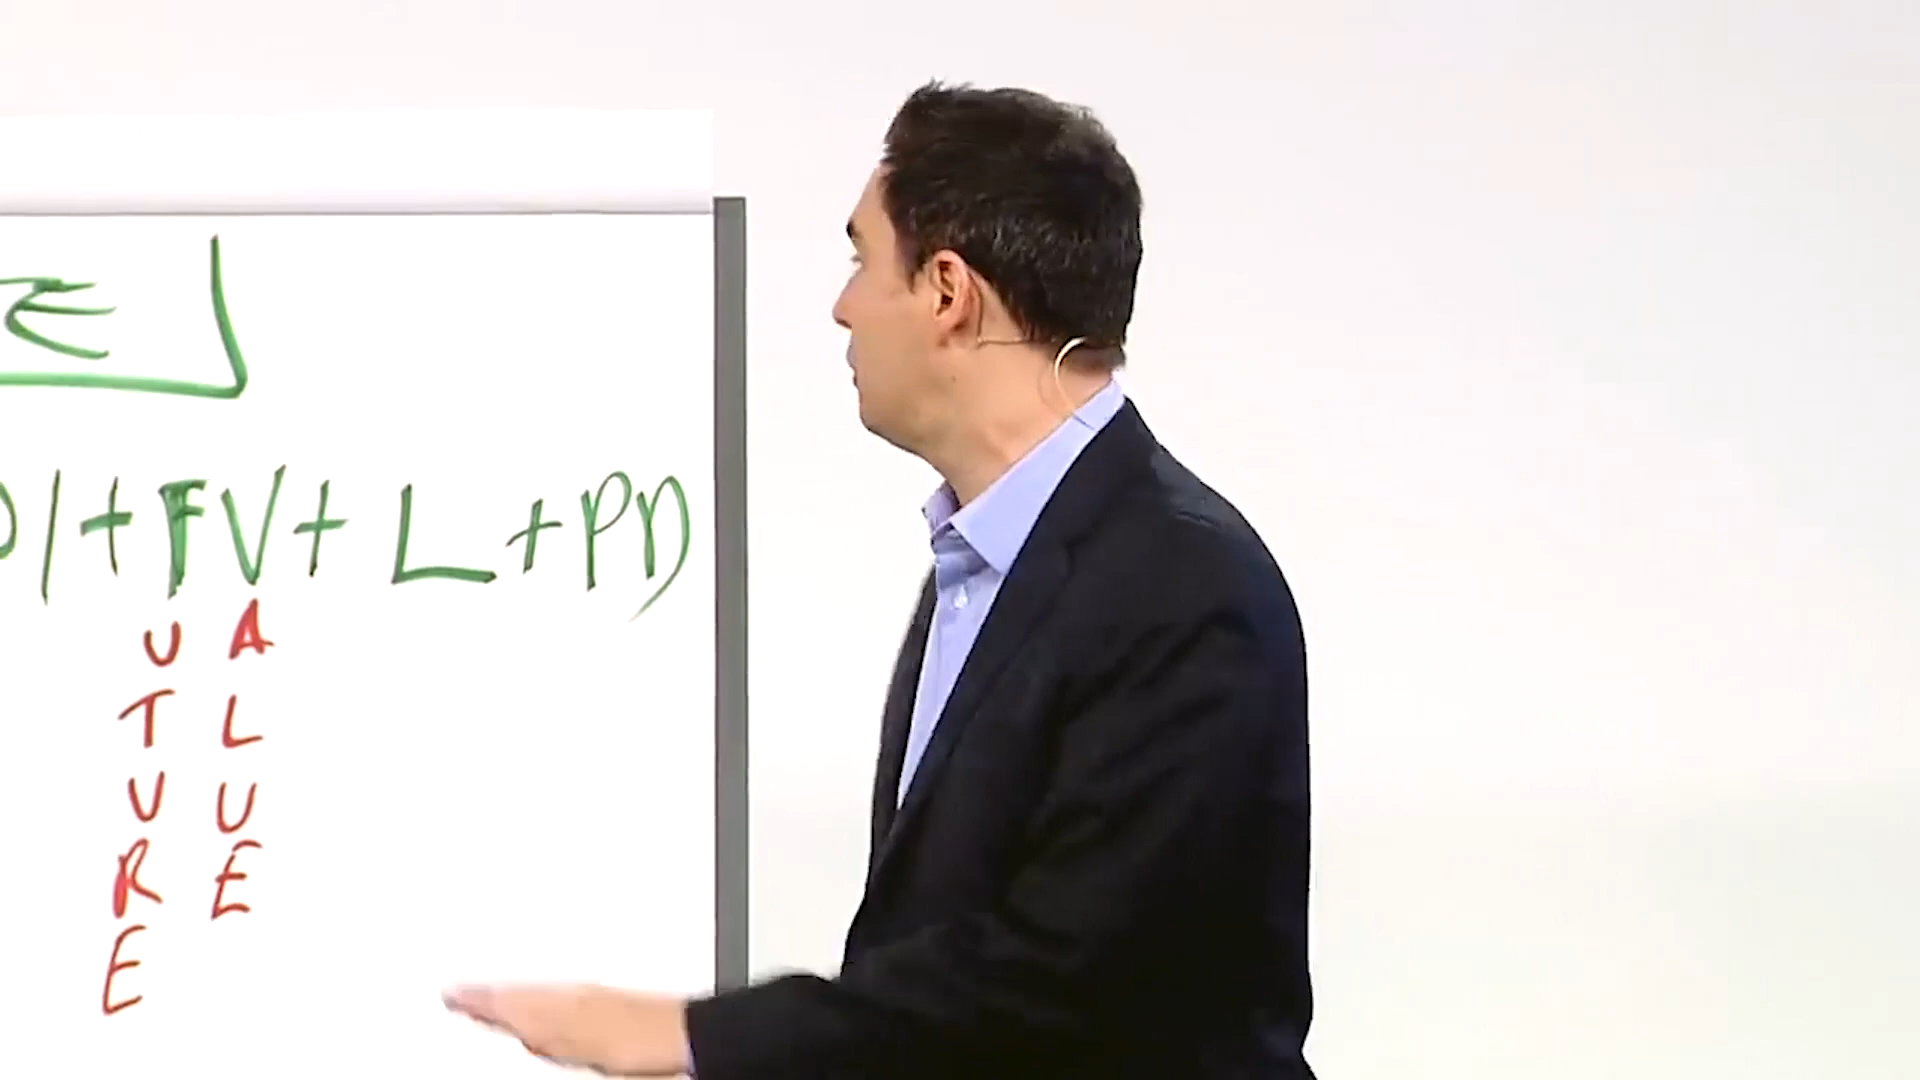 E
) / + FV + L + PD
U A
T L
U U
R E
E